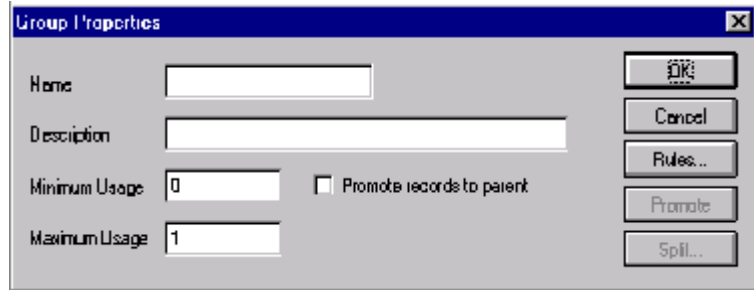 Group Properties
Name
OK
Description
Cancel
Minimum Usage 0
Promote records to parent
Rules...
Maximum Usage 1
Promote
Split...